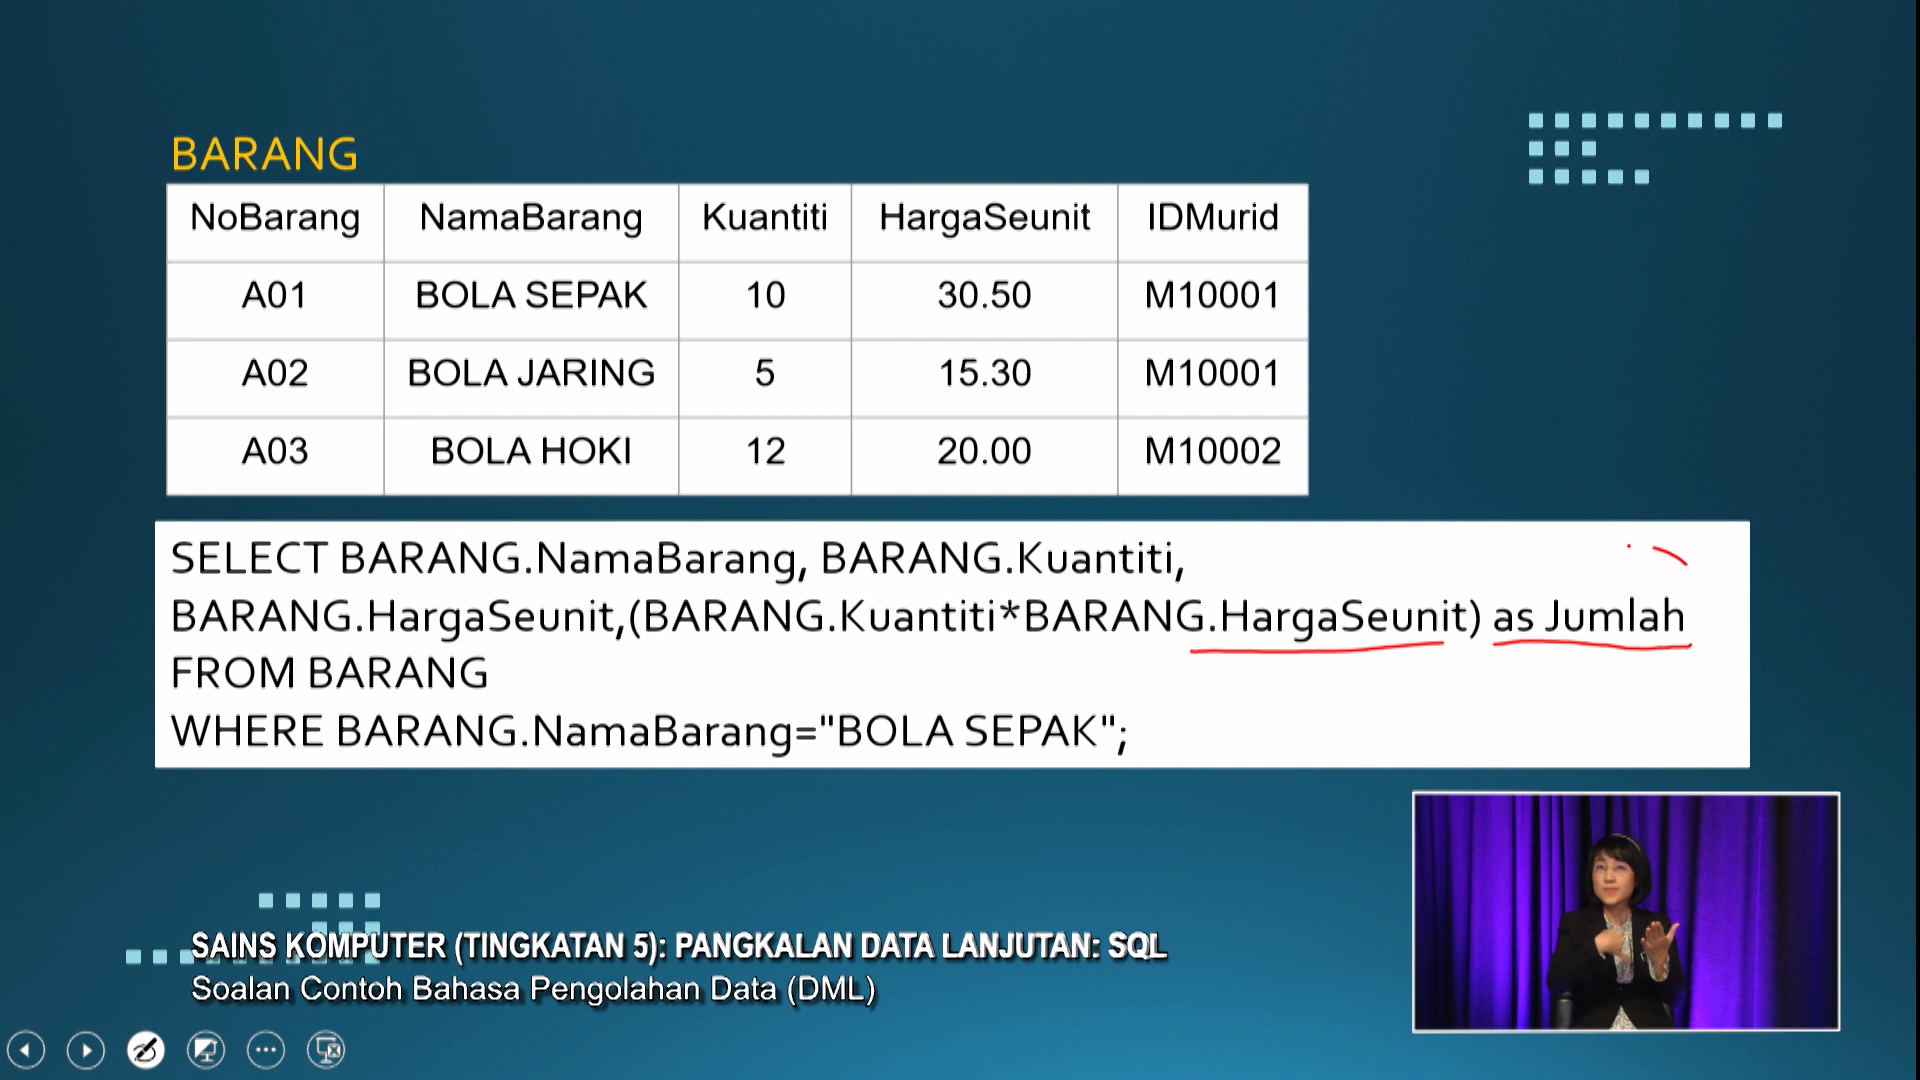 BARANG
NoBarang NamaBarang Kuantiti HargaSeunit IDMurid
A01 BOLA SEPAK 10 30.50 M10001
A02 BOLA JARING 5 15.30 M10001
A03 BOLA HOKI 12 20.00 M10002
SELECT BARANG.NamaBarang, BARANG.Kuantiti,
BARANG.HargaSeunit,(BARANG.Kuantiti*BARANG.HargaSeunit) as Jumlah
FROM BARANG
WHERE BARANG.NamaBarang="BOLA SEPAK";
SAINS KOMPUTER (TINGKATAN 5): PANGKALAN DATA LANJUTAN: SQL
Soalan Contoh Bahasa Pengolahan Data (DML)